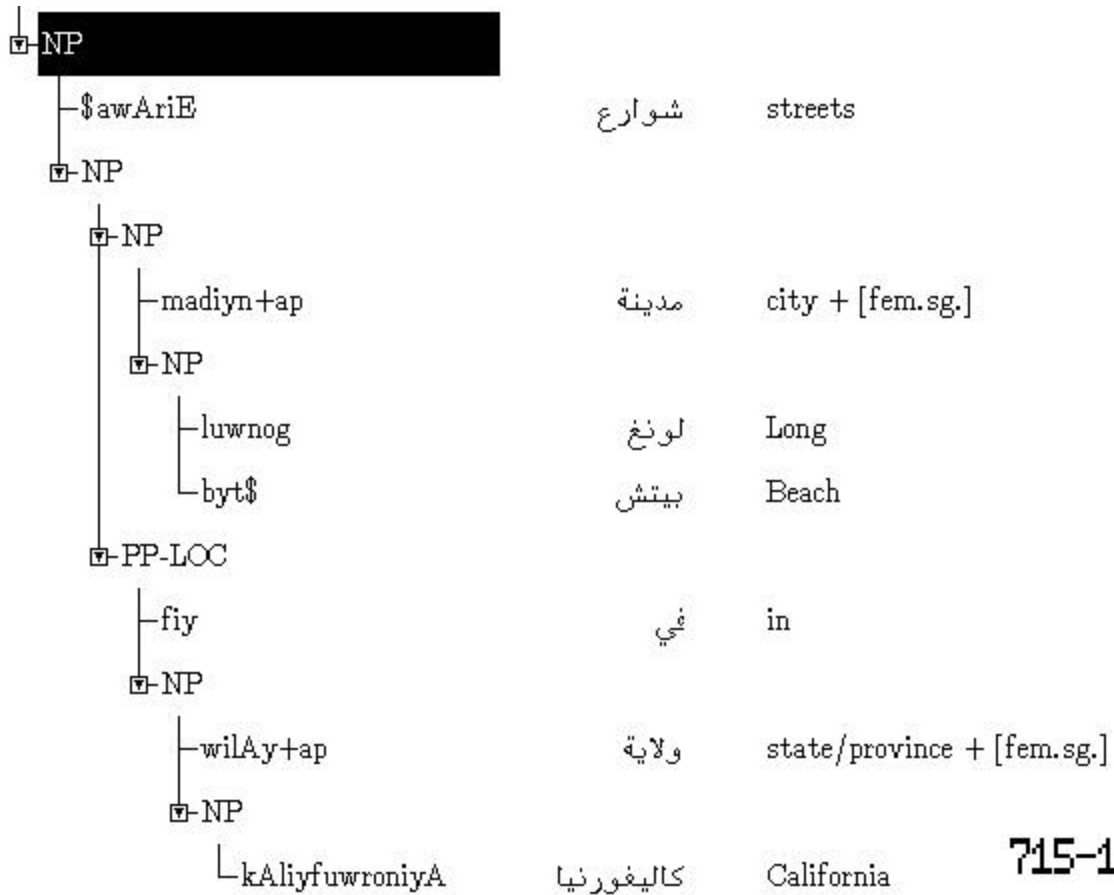 NP
$awAriE شوارع streets
NP
NP
madiyn+ap مدينة city + [fem.sg.]
NP
luwnog لونغ Long
byt$ بيتش Beach
PP-LOC
fiy في in
NP
wilAy+ap ولاية state/province + [fem.sg.]
NP
kAliyfuwroniyA كاليفورنيا California
715-1